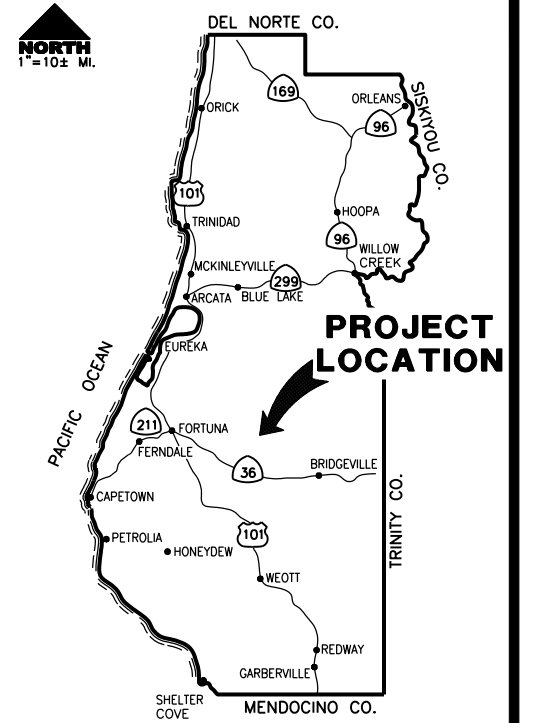 DEL NORTE CO.
NORTH
1"=10± MI.
169
ORLEANS
SISKIYOU CO.
ORICK
96
101
HOOPA
TRINIDAD
96
WILLOW
CREEK
MCKINLEYVILLE
299
ARCATA
BLUE LAKE
PROJECT
LOCATION
EUREKA
PACIFIC OCEAN
211
FORTUNA
FERNDALE
36
BRIDGEVILLE
CAPETOWN
TRINITY CO.
101
PETROLIA
HONEYDEW
WEOTT
REDWAY
GARBERVILLE
SHELTER
COVE
MENDOCINO CO.